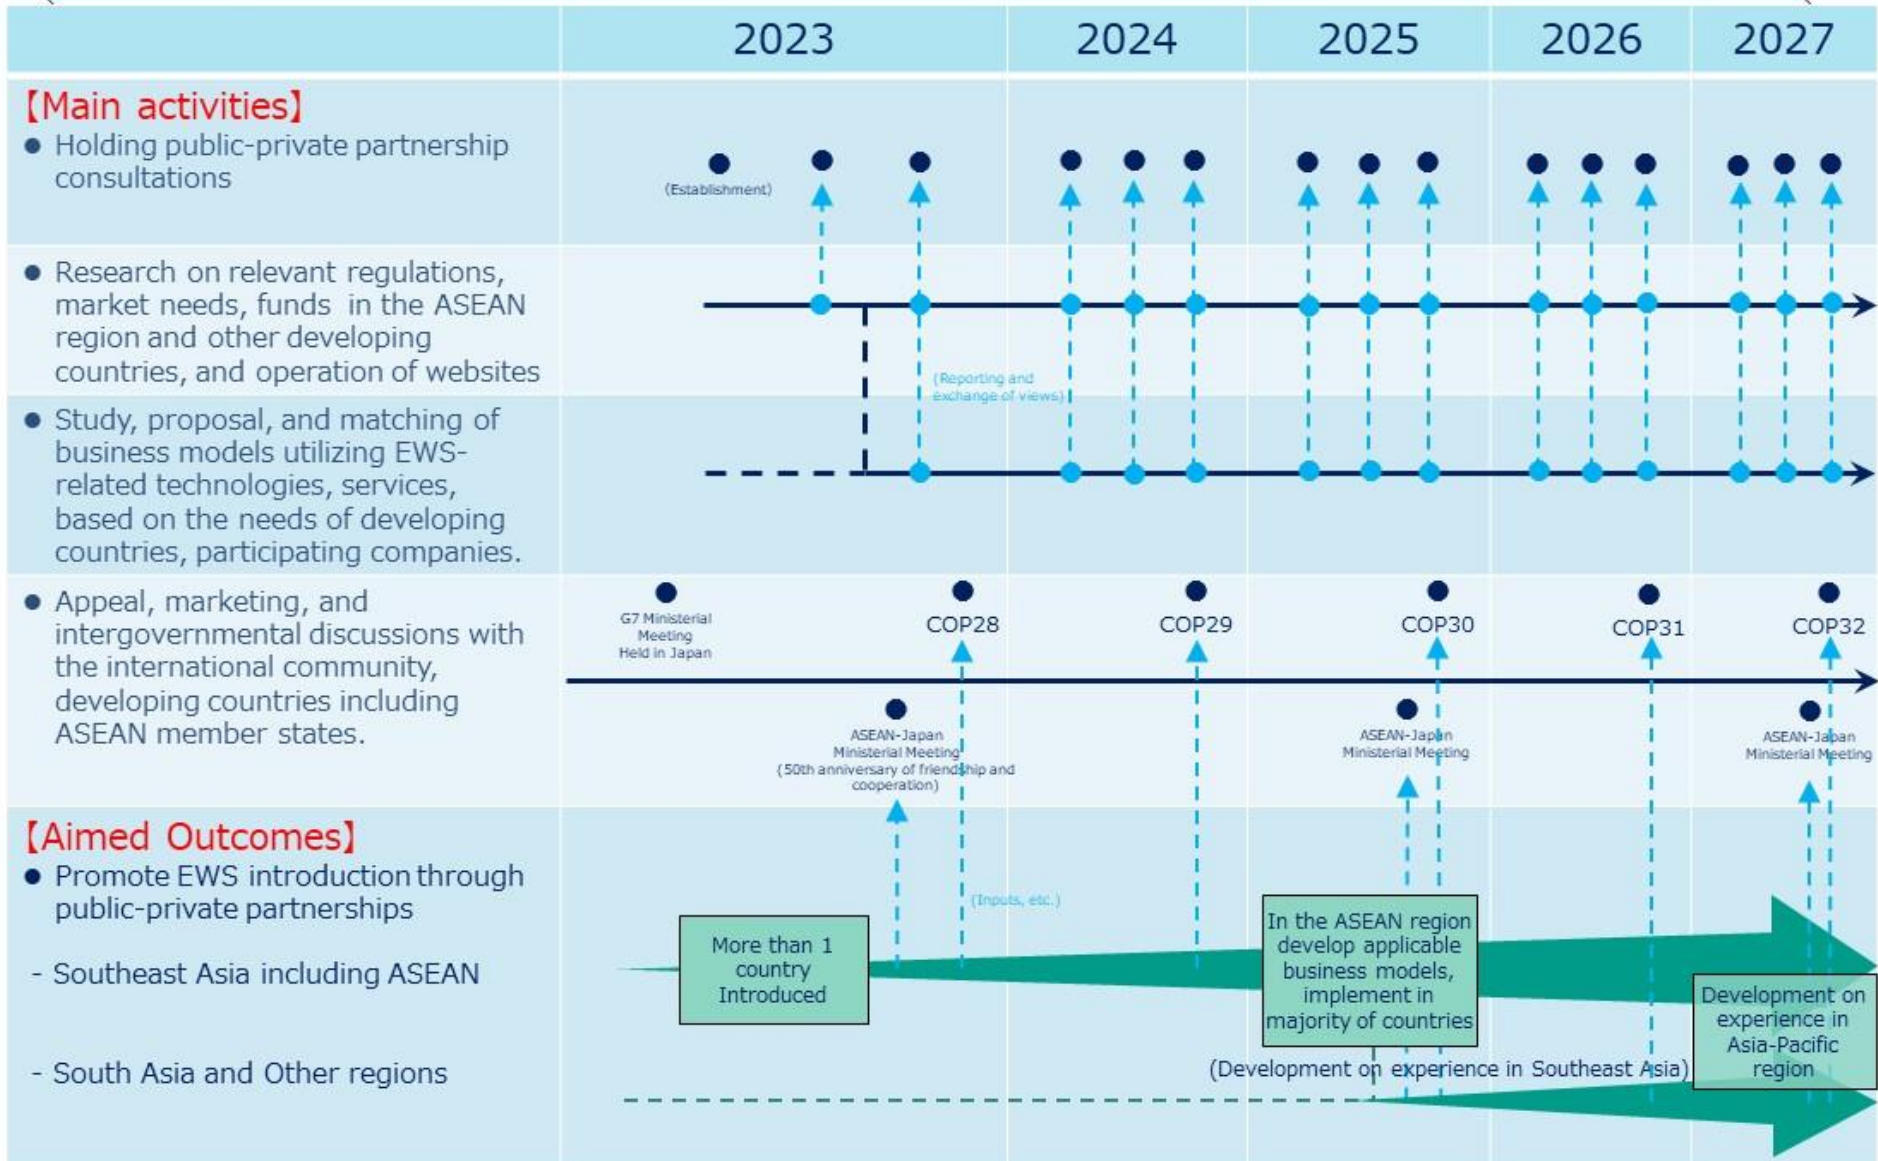 2023 2024 2025 2026 2027
【Main activities】
● Holding public-private partnership
consultations
(Establishment)
● Research on relevant regulations,
market needs, funds in the ASEAN
region and other developing
countries, and operation of websites
(Reporting and
exchange of views)
● Study, proposal, and matching of
business models utilizing EWS-
related technologies, services,
based on the needs of developing
countries, participating companies.
● Appeal, marketing, and
intergovernmental discussions with
the international community,
developing countries including
ASEAN member states.
G7 Ministerial
Meeting
Held in Japan
COP28
COP29
COP30
COP31
COP32
ASEAN-Japan
Ministerial Meeting
(50th anniversary of friendship and
cooperation)
ASEAN-Japan
Ministerial Meeting
ASEAN-Japan
Ministerial Meeting
【Aimed Outcomes】
● Promote EWS introduction through
public-private partnerships
(Inputs, etc.)
- Southeast Asia including ASEAN
More than 1
country
Introduced
In the ASEAN region
develop applicable
business models,
implement in
majority of countries
Development on
experience in
Asia-Pacific
region
- South Asia and Other regions
(Development on experience in Southeast Asia)